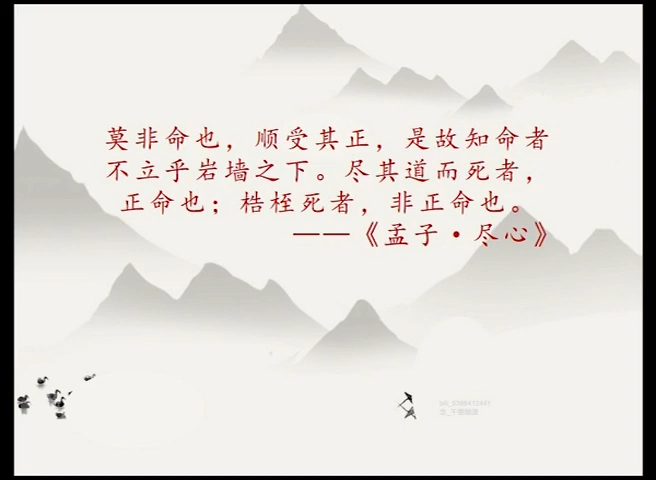 莫非命也，顺受其正，是故知命者
不立乎岩墙之下。尽其道而死者，
正命也；梏桎死者，非正命也。
——《孟子·尽心》